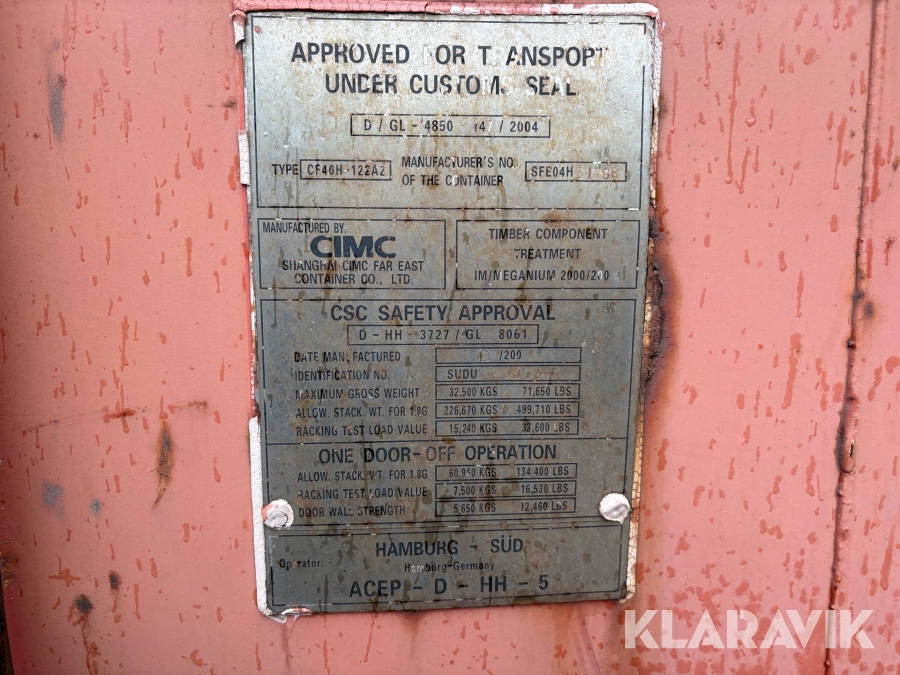 APPROVED FOR TRANSPORT
UNDER CUSTOMS SEAL
D / GL - 4850 147 / 2004
TYPE CF40H-122A2 MANUFACTURER'S NO. OF THE CONTAINER SFE04H
MANUFACTURED BY
CIMC
SHANGHAI CIMC FAR EAST
CONTAINER CO., LTD.
TIMBER COMPONENT
TREATMENT
IM/MEGANIUM 2000/
CSC SAFETY APPROVAL
D - HH - 3727 / GL 8061
DATE MANUFACTURED
IDENTIFICATION NO. SUDU
MAXIMUM GROSS WEIGHT 32,500 KGS 71,650 LBS
ALLOW. STACK. WT. FOR 1.8G 226,670 KGS / 499,710 LBS
RACKING TEST LOAD VALUE 15,240 KGS 33,600 LBS
ONE DOOR-OFF OPERATION
ALLOW. STACK. WT. FOR 1.8G 60,960 KGS 134,400 LBS
RACKING TEST LOAD VALUE 7,500 KGS 16,530 LBS
DOOR WALL STRENGTH 5,650 KGS 12,460 LBS
HAMBURG - SÜD
Operator: Hamburg-Germany
ACEP - D - HH - 5
KLARAVIK